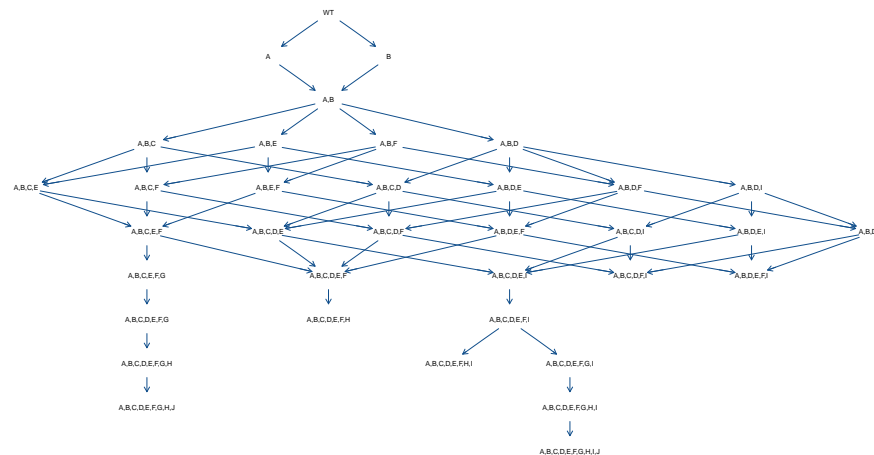 WT
A B
A,B
A,B,C A,B,E A,B,F A,B,D
A,B,C,E A,B,C,F A,B,E,F A,B,C,D A,B,D,E A,B,D,F A,B,D,I
A,B,C,E,F A,B,C,D,E A,B,C,D,F A,B,D,E,F A,B,C,D,I A,B,D,E,I A,B,D
A,B,C,E,F,G A,B,C,D,E,F A,B,C,D,E,I A,B,C,D,F,I A,B,D,E,F,I
A,B,C,D,E,F,G A,B,C,D,E,F,H A,B,C,D,E,F,I
A,B,C,D,E,F,G,H A,B,C,D,E,F,H,I A,B,C,D,E,F,G,I
A,B,C,D,E,F,G,H,J A,B,C,D,E,F,G,H,I
A,B,C,D,E,F,G,H,I,J